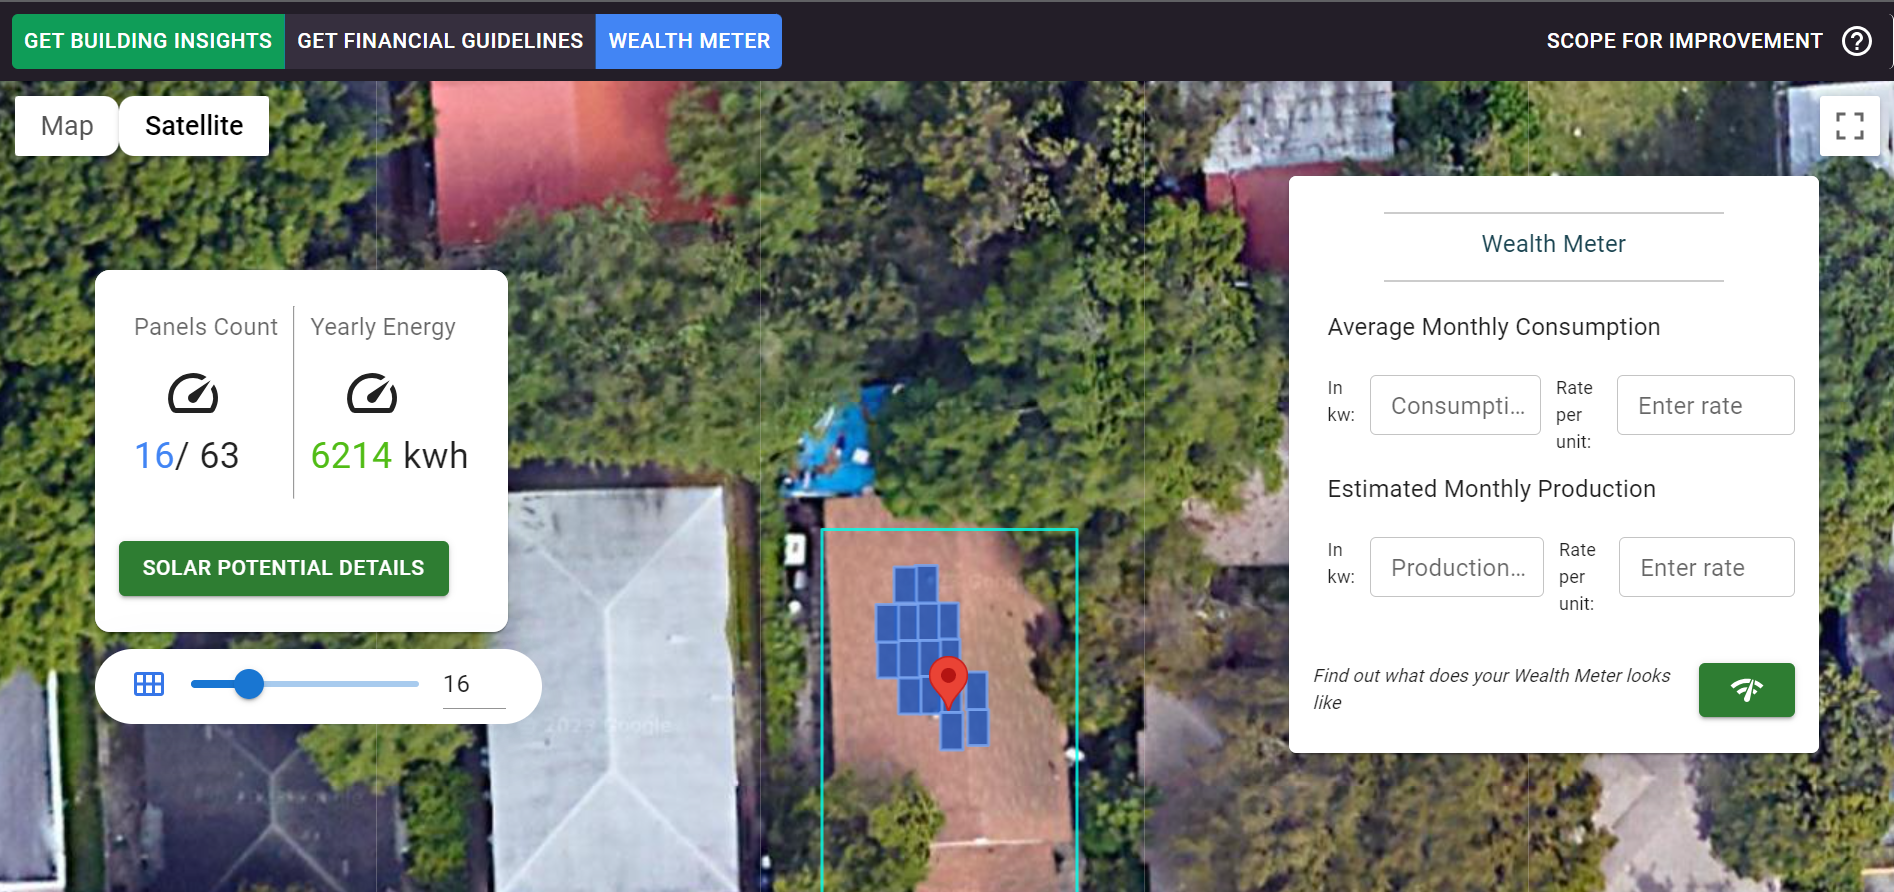 GET BUILDING INSIGHTS
GET FINANCIAL GUIDELINES
WEALTH METER
SCOPE FOR IMPROVEMENT
Map
Satellite
Panels Count
Yearly Energy
16/ 63
6214 kwh
SOLAR POTENTIAL DETAILS
16
Wealth Meter
Average Monthly Consumption
In
kw:
Consumpti...
Rate
per
unit:
Enter rate
Estimated Monthly Production
In
kw:
Production...
Rate
per
unit:
Enter rate
Find out what does your Wealth Meter looks
like
2023 Google